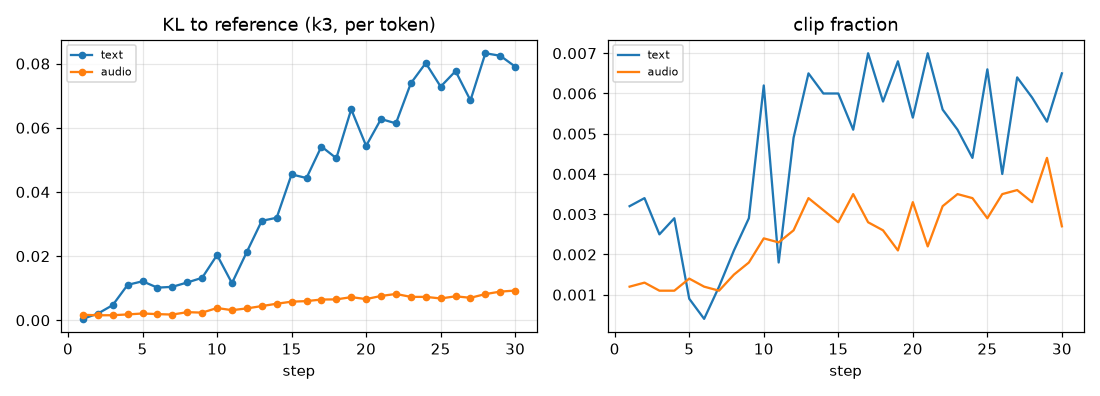 KL to reference (k3, per token)
text
audio
0.08
0.06
0.04
0.02
0.00
0 5 10 15 20 25 30
step
clip fraction
text
audio
0.007
0.006
0.005
0.004
0.003
0.002
0.001
0 5 10 15 20 25 30
step